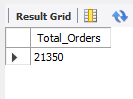 Result Grid
Total_Orders
21350